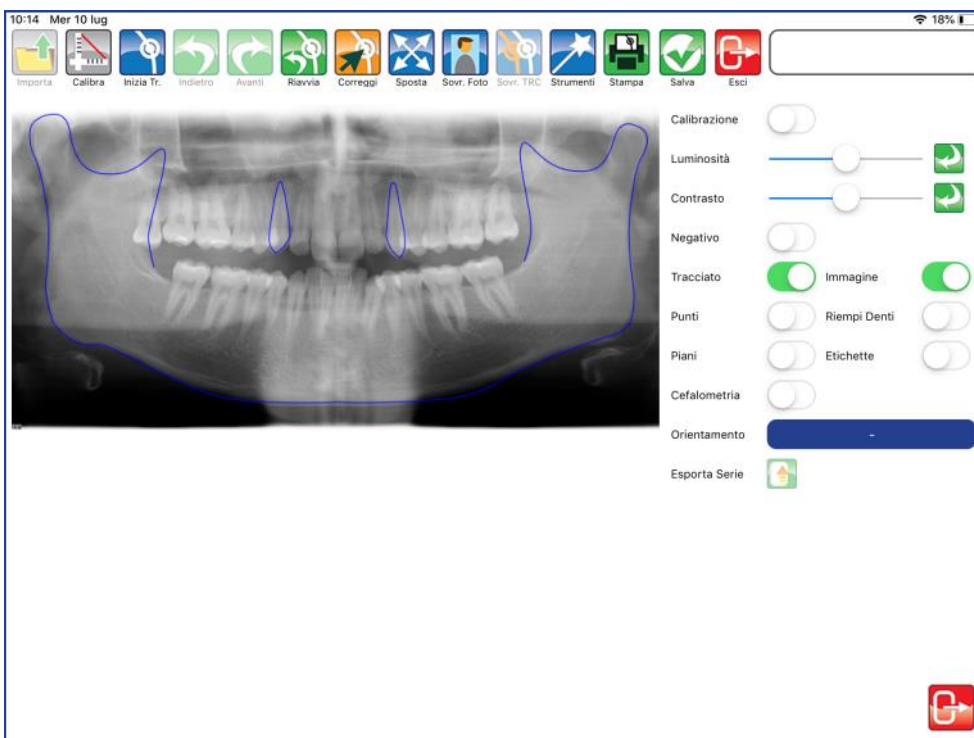 10:14 Mer 10 lug 18%
Importa Calibra Inizia Tr. Indietro Avanti Riavvia Correggi Sposta Sovr. Foto Sovr. TRC Strumenti Stampa Salva Esci
Calibrazione
Luminosità
Contrasto
Negativo
Tracciato Immagine
Punti Riempi Denti
Piani Etichette
Cefalometria
Orientamento -
Esporta Serie